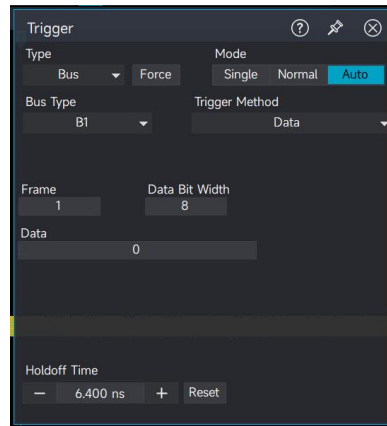 Trigger
Type Mode
Bus Force Single Normal Auto
Bus Type Trigger Method
B1 Data
Frame Data Bit Width
1 8
Data
0
Holdoff Time
6.400 ns Reset